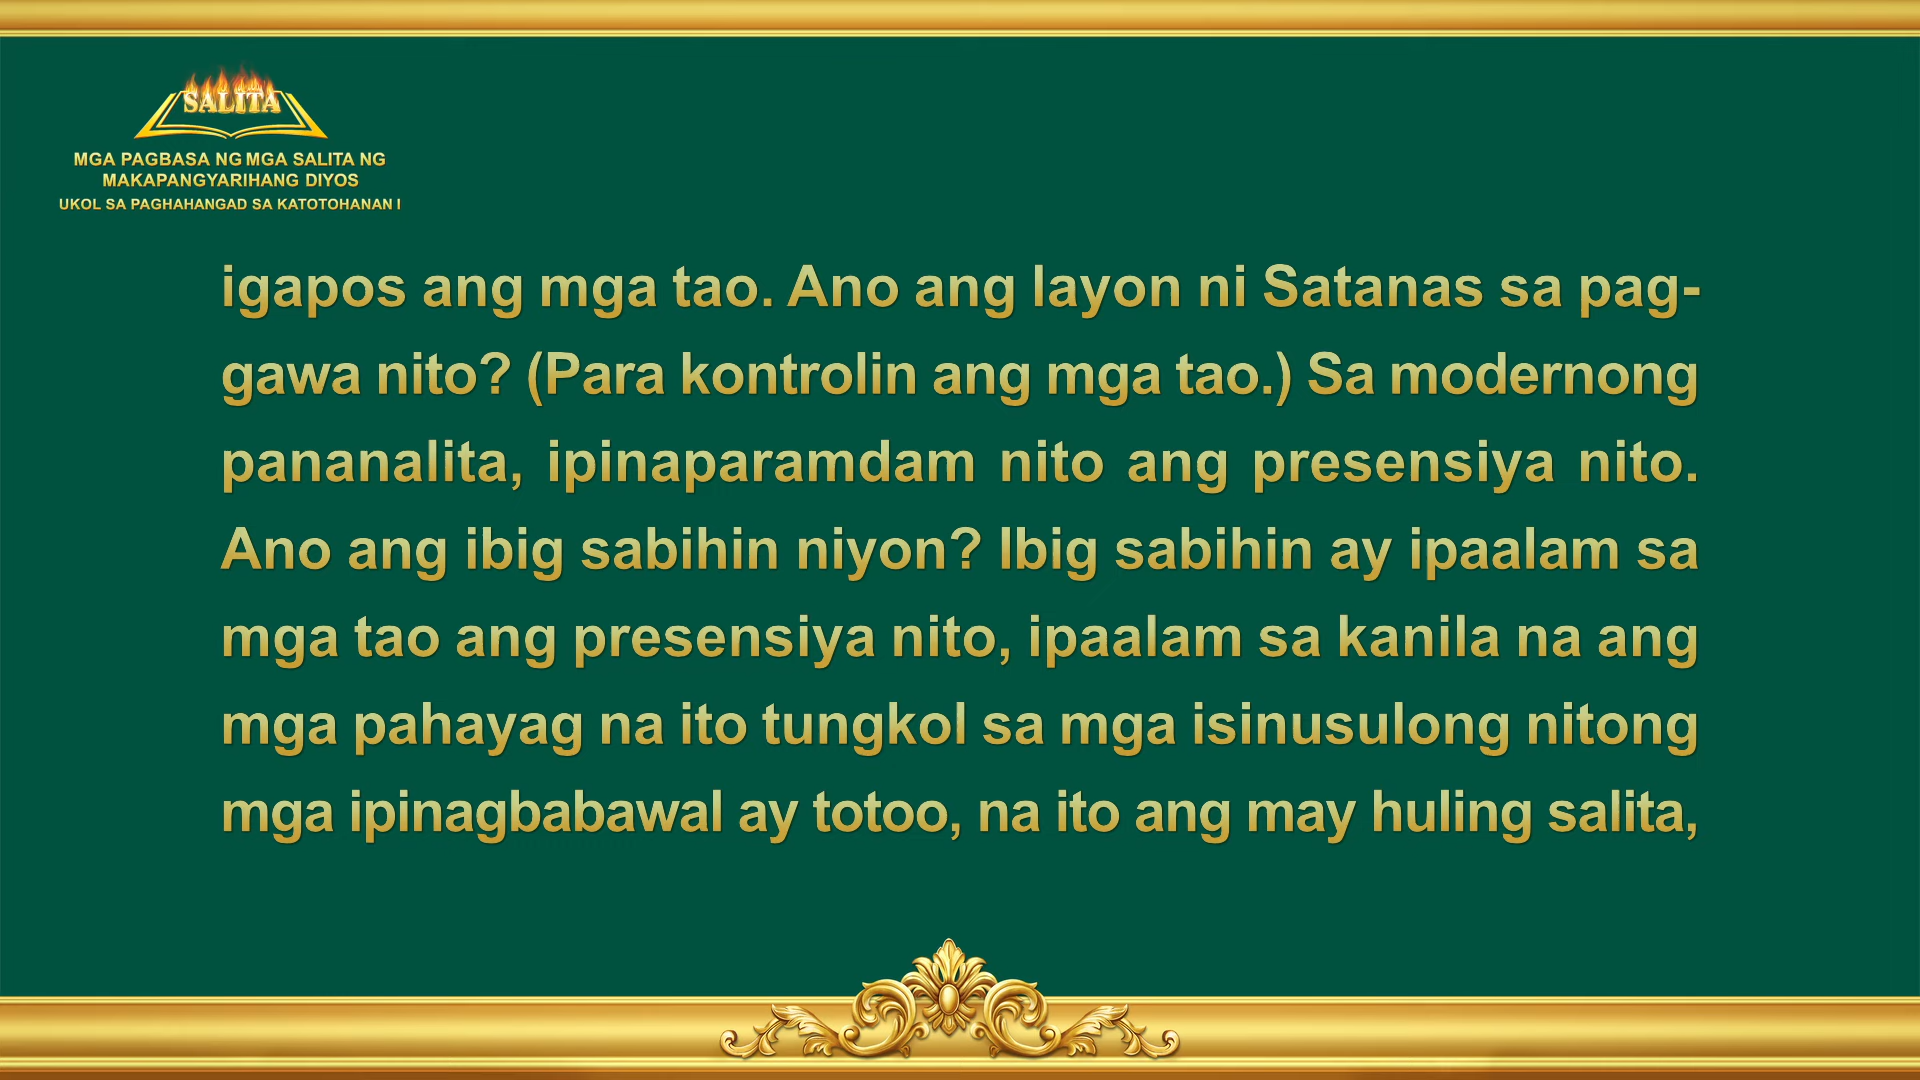 SALITA
MGA PAGBASA NG MGA SALITA NG
MAKAPANGYARIHANG DIYOS
UKOL SA PAGHAHANGAD SA KATOTOHANAN I
igapos ang mga tao. Ano ang layon ni Satanas sa pag-
gawa nito? (Para kontrolin ang mga tao.) Sa modernong
pananalita, ipinaparamdam nito ang presensiya nito.
Ano ang ibig sabihin niyon? Ibig sabihin ay ipaalam sa
mga tao ang presensiya nito, ipaalam sa kanila na ang
mga pahayag na ito tungkol sa mga isinusulong nitong
mga ipinagbabawal ay totoo, na ito ang may huling salita,